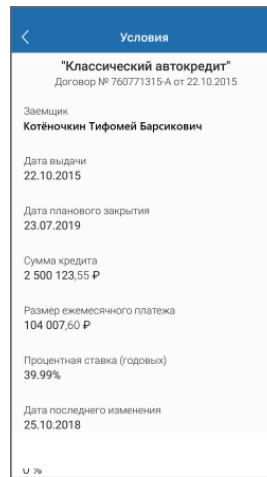 Условия
"Классический автокредит"
Договор № 760771315-А от 22.10.2015
Заемщик
Котёночкин Тифомей Барсикович
Дата выдачи
22.10.2015
Дата планового закрытия
23.07.2019
Сумма кредита
2 500 123,55 ₽
Размер ежемесячного платежа
104 007,60 ₽
Процентная ставка (годовых)
39.99%
Дата последнего изменения
25.10.2018